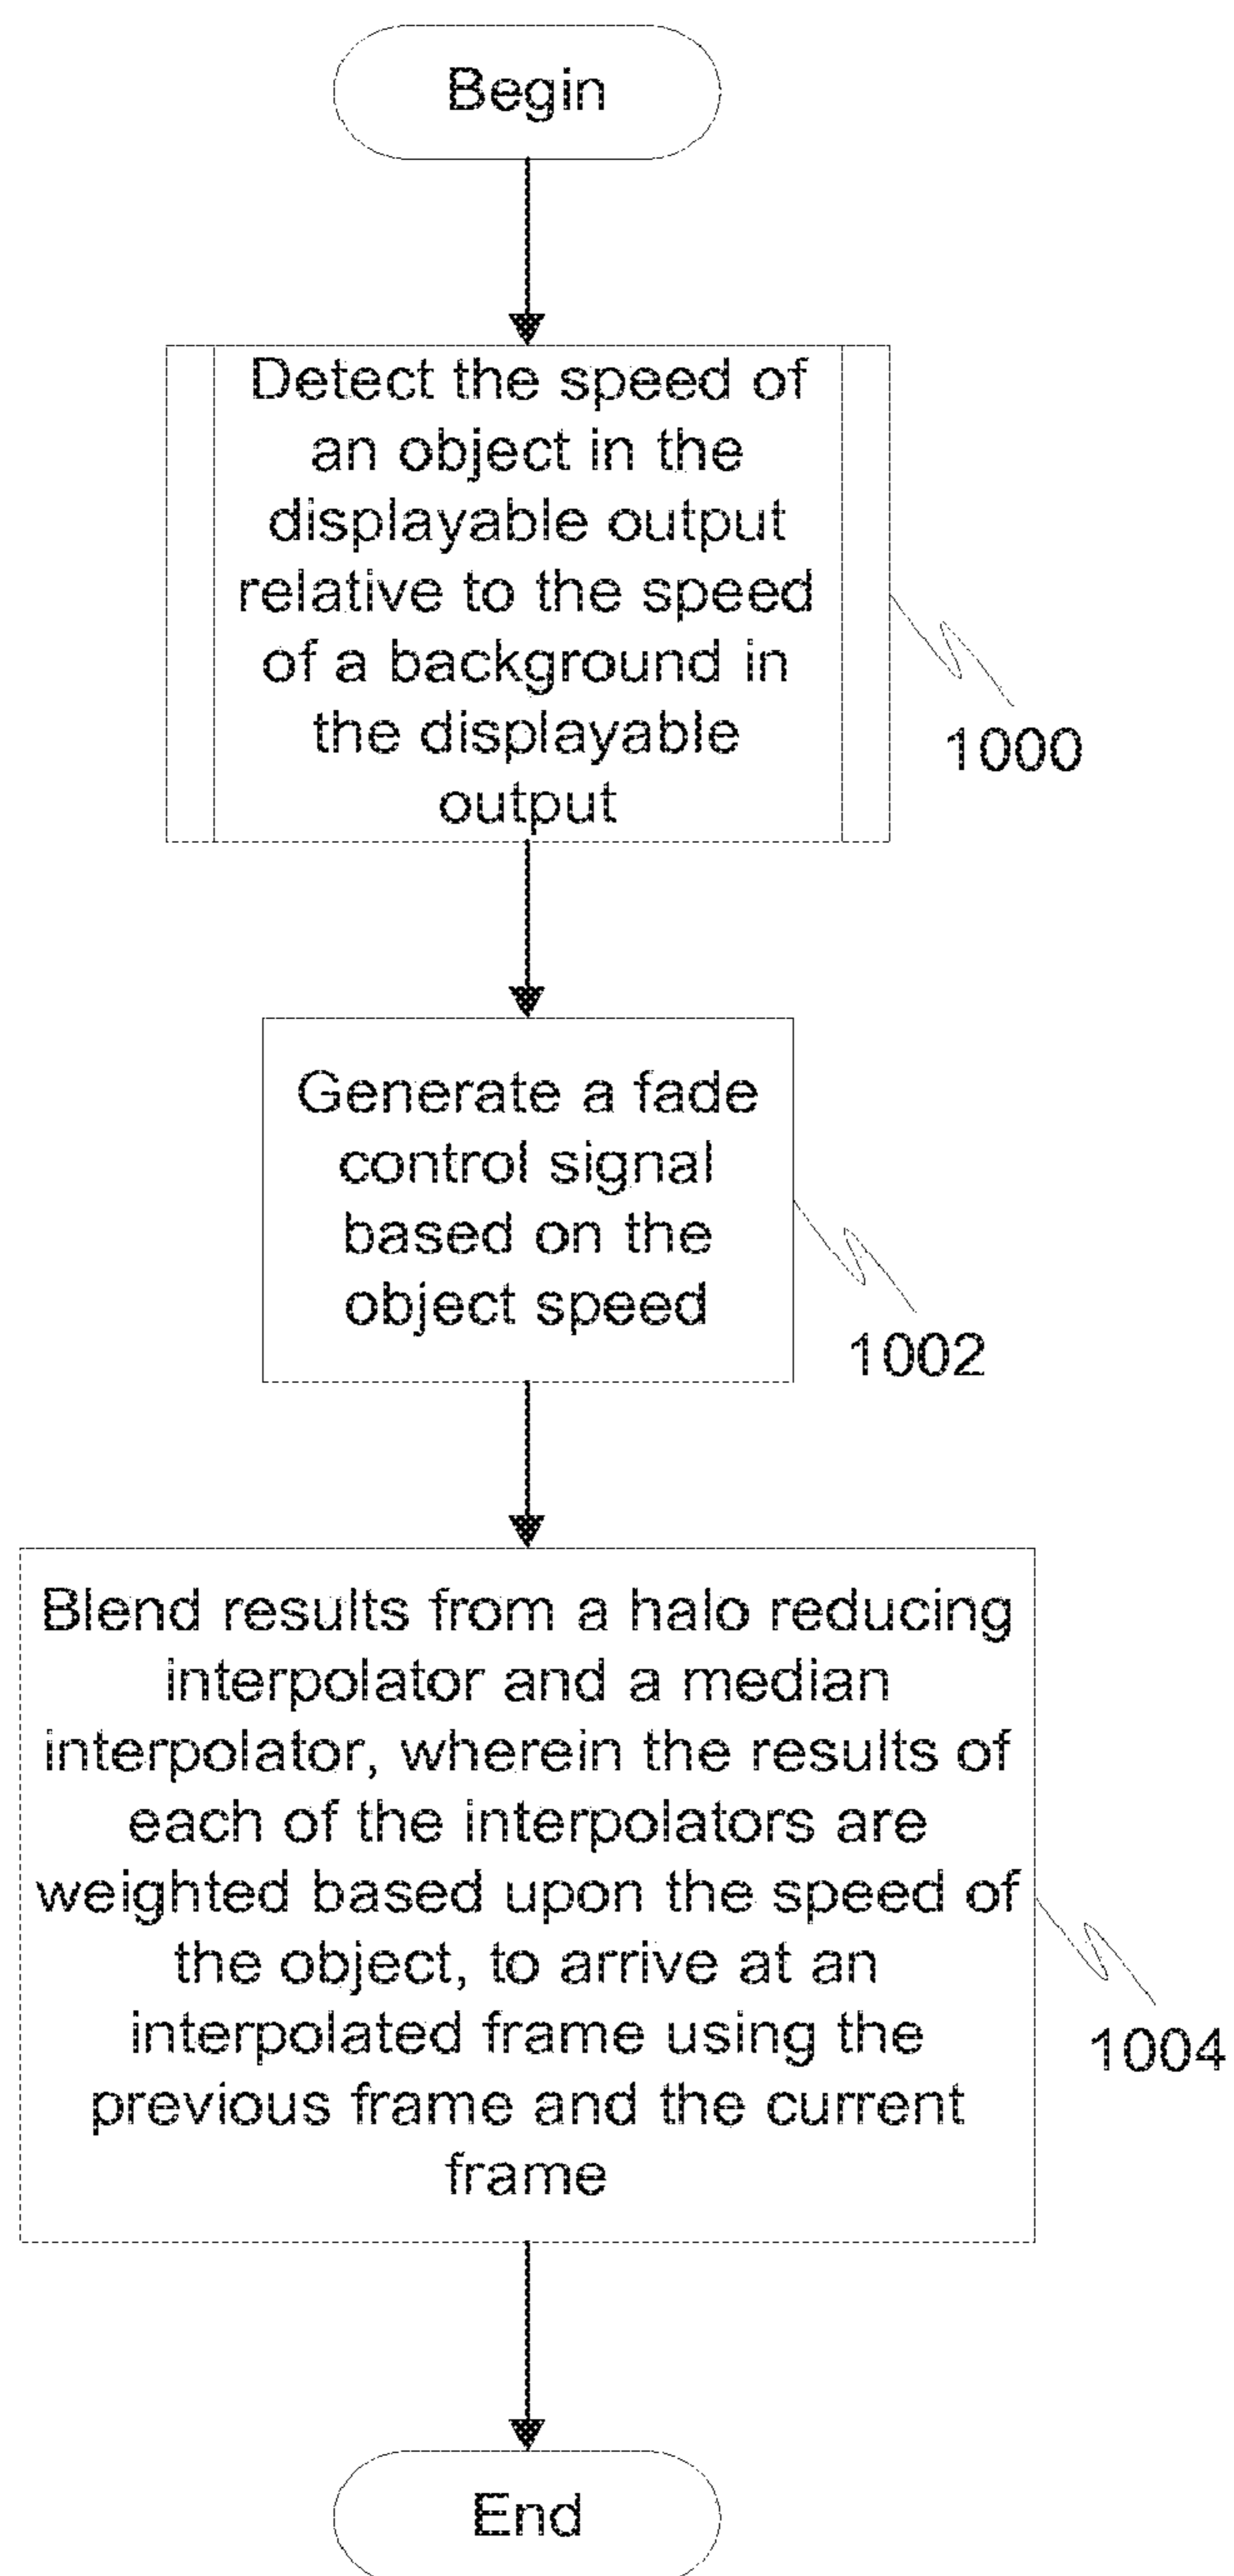 Begin
Detect the speed of
an object in the
displayable output
relative to the speed
of a background in
the displayable
output
1000
Generate a fade
control signal
based on the
object speed
1002
Blend results from a halo reducing
interpolator and a median
interpolator, wherein the results of
each of the interpolators are
weighted based upon the speed of
the object, to arrive at an
interpolated frame using the
previous frame and the current
frame
1004
End